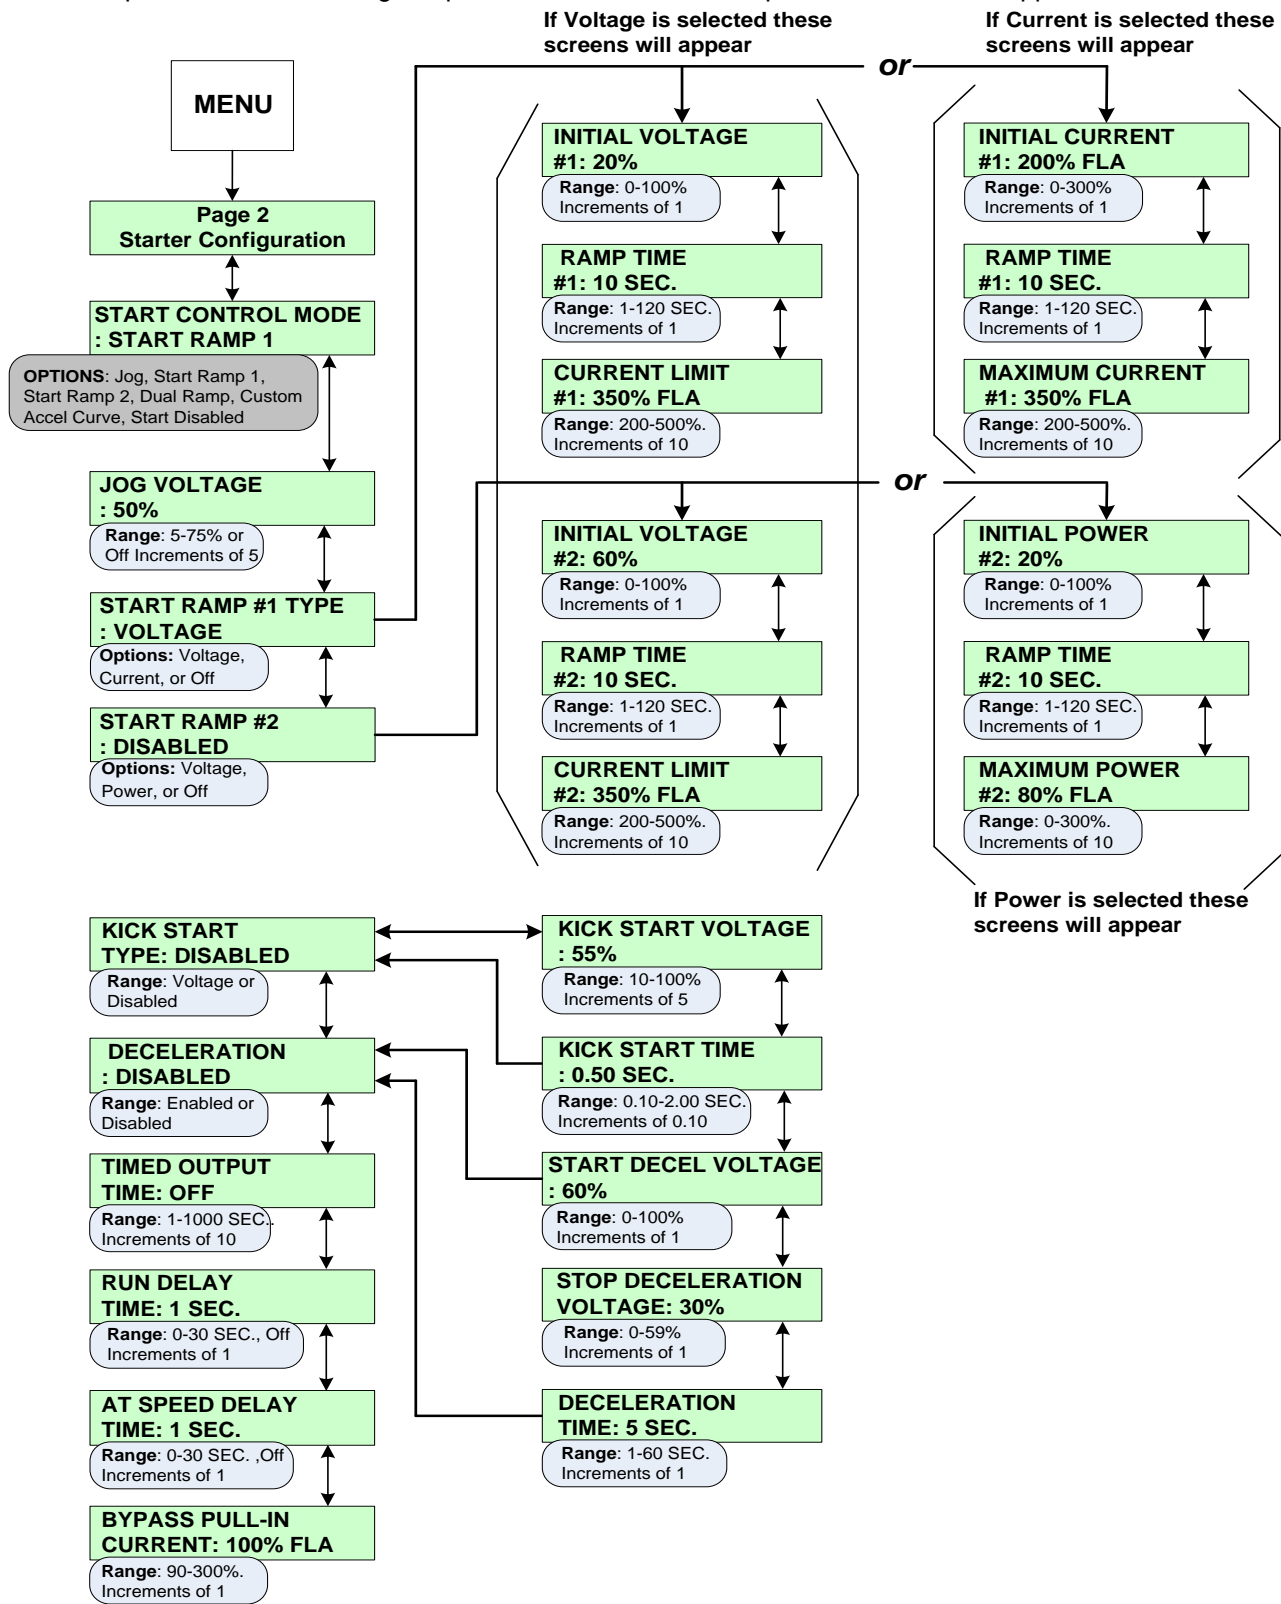 If Voltage is selected these
screens will appear
If Current is selected these
screens will appear
or
MENU
Page 2
Starter Configuration
START CONTROL MODE
: START RAMP 1
OPTIONS: Jog, Start Ramp 1,
Start Ramp 2, Dual Ramp, Custom
Accel Curve, Start Disabled
JOG VOLTAGE
: 50%
Range: 5-75% or
Off Increments of 5
START RAMP #1 TYPE
: VOLTAGE
Options: Voltage,
Current, or Off
START RAMP #2
: DISABLED
Options: Voltage,
Power, or Off
INITIAL VOLTAGE
#1: 20%
Range: 0-100%
Increments of 1
RAMP TIME
#1: 10 SEC.
Range: 1-120 SEC.
Increments of 1
CURRENT LIMIT
#1: 350% FLA
Range: 200-500%.
Increments of 10
INITIAL CURRENT
#1: 200% FLA
Range: 0-300%
Increments of 1
RAMP TIME
#1: 10 SEC.
Range: 1-120 SEC.
Increments of 1
MAXIMUM CURRENT
#1: 350% FLA
Range: 200-500%.
Increments of 10
or
INITIAL VOLTAGE
#2: 60%
Range: 0-100%
Increments of 1
RAMP TIME
#2: 10 SEC.
Range: 1-120 SEC.
Increments of 1
CURRENT LIMIT
#2: 350% FLA
Range: 200-500%.
Increments of 10
INITIAL POWER
#2: 20%
Range: 0-100%
Increments of 1
RAMP TIME
#2: 10 SEC.
Range: 1-120 SEC.
Increments of 1
MAXIMUM POWER
#2: 80% FLA
Range: 0-300%.
Increments of 10
If Power is selected these
screens will appear
KICK START
TYPE: DISABLED
Range: Voltage or
Disabled
DECELERATION
: DISABLED
Range: Enabled or
Disabled
TIMED OUTPUT
TIME: OFF
Range: 1-1000 SEC..
Increments of 10
RUN DELAY
TIME: 1 SEC.
Range: 0-30 SEC., Off
Increments of 1
AT SPEED DELAY
TIME: 1 SEC.
Range: 0-30 SEC. ,Off
Increments of 1
BYPASS PULL-IN
CURRENT: 100% FLA
Range: 90-300%.
Increments of 1
KICK START VOLTAGE
: 55%
Range: 10-100%
Increments of 5
KICK START TIME
: 0.50 SEC.
Range: 0.10-2.00 SEC.
Increments of 0.10
START DECEL VOLTAGE
: 60%
Range: 0-100%
Increments of 1
STOP DECELERATION
VOLTAGE: 30%
Range: 0-59%
Increments of 1
DECELERATION
TIME: 5 SEC.
Range: 1-60 SEC.
Increments of 1